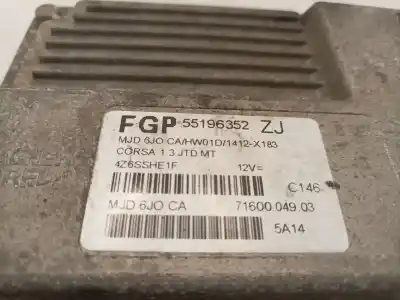 FGP 55196352 ZJ
MJD 6JO CA/HW01D/1412-X183
CORSA 1.3 JTD MT
4Z6SSHE1F 12V=
C146-
MJD 6JO CA 71600.049.03
5A14